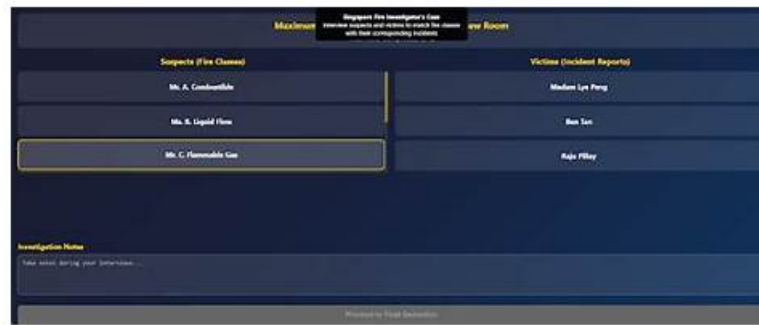 Maximum
Singapore Fire Investigator's Case
Interview suspects and victims to match fire classes
with their corresponding incidents
ew Room
Suspects (Fire Classes)
Victims (Incident Reports)
Mr. A. Combustible
Madam Lye Peng
Ms. B. Liquid Flow
Ben Tan
Mr. C. Flammable Gas
Raju Pillay
Investigation Notes
Take notes during your interviews...
Proceed to Final Deduction